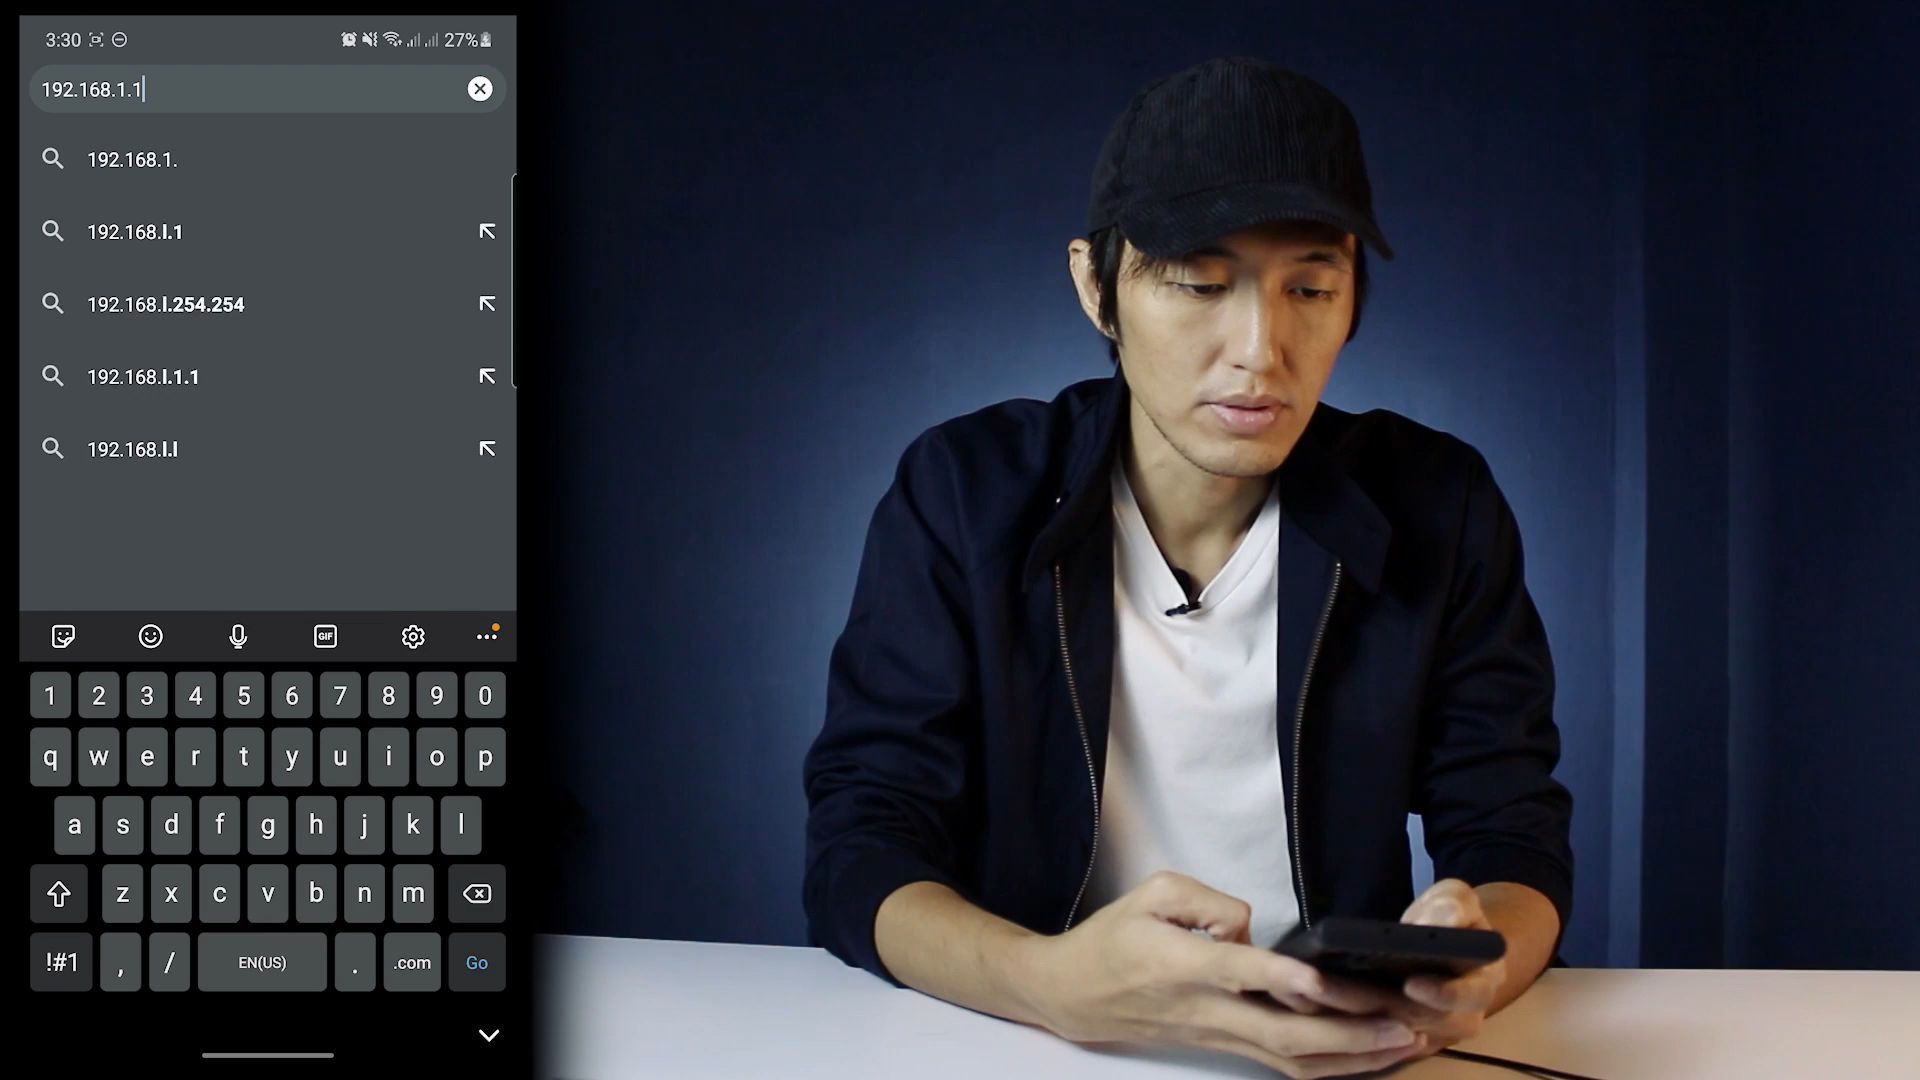 3:30 27%
192.168.1.1
192.168.1.
192.168.l.1
192.168.l.254.254
192.168.l.1.1
192.168.l.l
GIF
1 2 3 4 5 6 7 8 9 0
q w e r t y u i o p
a s d f g h j k l
z x c v b n m
!#1 , / EN(US) . .com Go